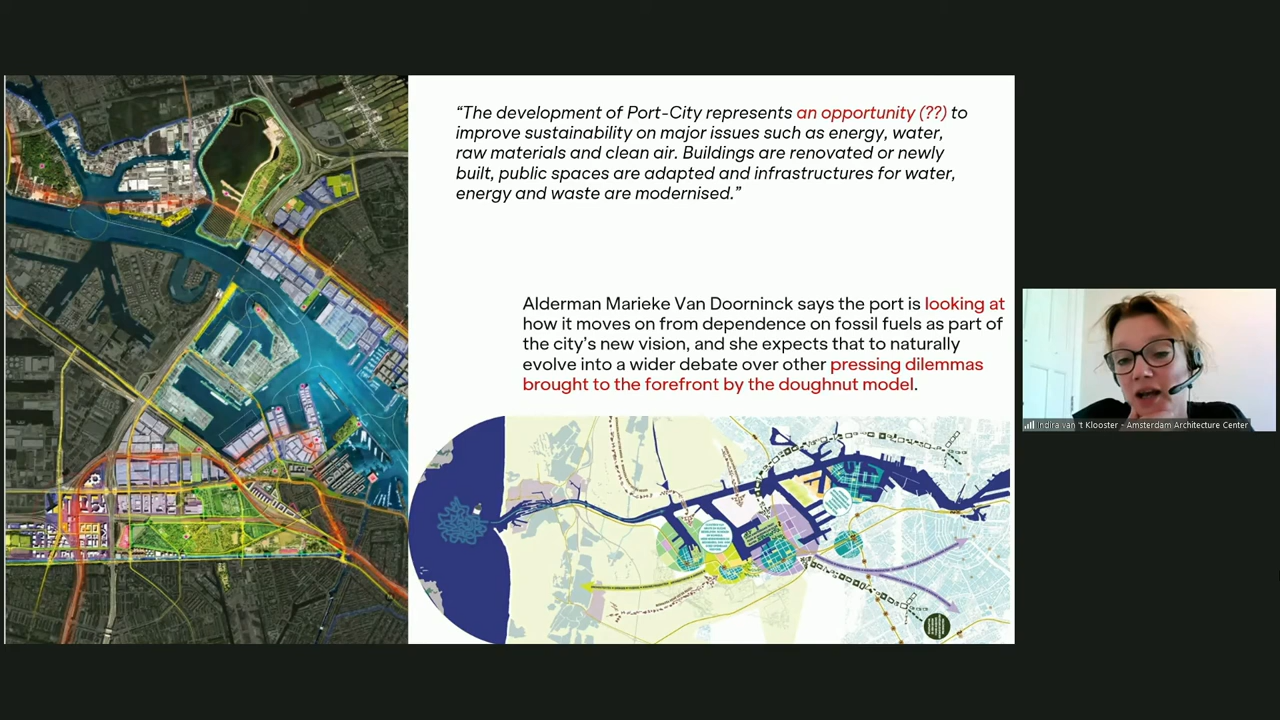 “The development of Port-City represents an opportunity (??) to
improve sustainability on major issues such as energy, water,
raw materials and clean air. Buildings are renovated or newly
built, public spaces are adapted and infrastructures for water,
energy and waste are modernised.”
Alderman Marieke Van Doorninck says the port is looking at
how it moves on from dependence on fossil fuels as part of
the city’s new vision, and she expects that to naturally
evolve into a wider debate over other pressing dilemmas
brought to the forefront by the doughnut model.
Indira van 't Klooster - Amsterdam Architecture Center